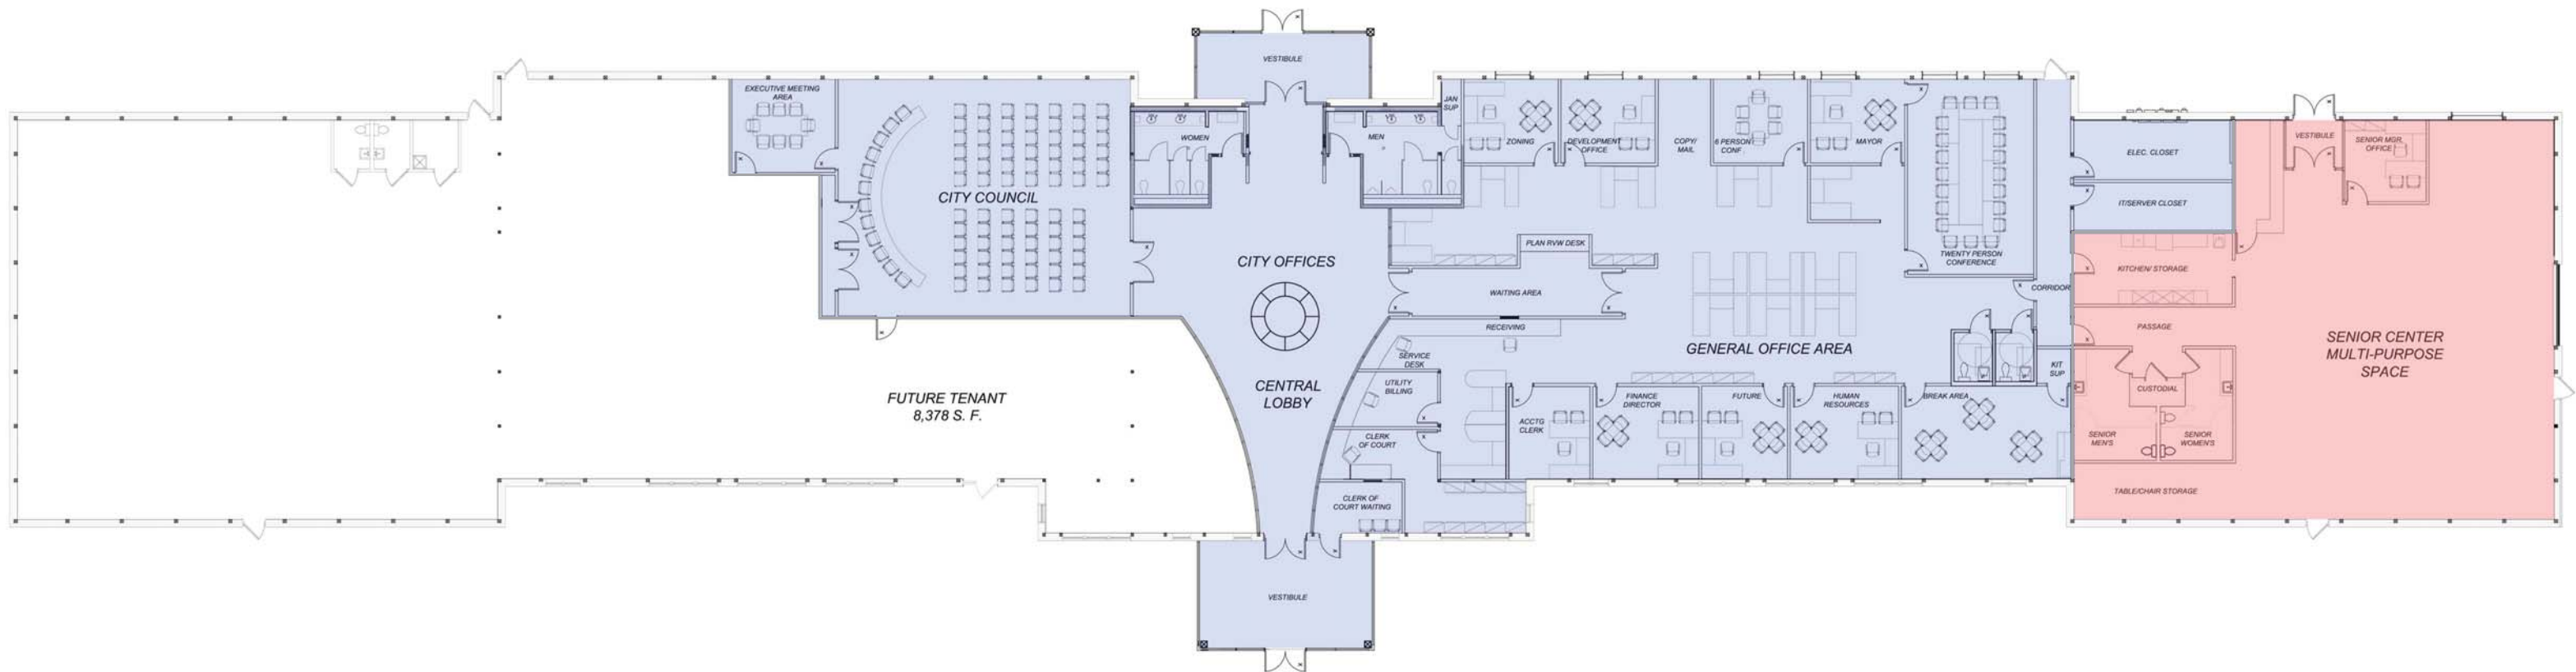 VESTIBULE
EXECUTIVE MEETING
AREA
CITY COUNCIL
WOMEN
MEN
JAN
SUP
ZONING
DEVELOPMENT
OFFICE
COPY/
MAIL
6 PERSON
CONF.
MAYOR
TWENTY PERSON
CONFERENCE
ELEC. CLOSET
IT/SERVER CLOSET
VESTIBULE
SENIOR MGR.
OFFICE
CITY OFFICES
PLAN RVW DESK
WAITING AREA
RECEIVING
SERVICE
DESK
GENERAL OFFICE AREA
CORRIDOR
KITCHEN/ STORAGE
PASSAGE
SENIOR CENTER
MULTI-PURPOSE
SPACE
FUTURE TENANT
8,378 S. F.
CENTRAL
LOBBY
UTILITY
BILLING
CLERK
OF COURT
ACCTG
CLERK
FINANCE
DIRECTOR
FUTURE
HUMAN
RESOURCES
BREAK AREA
KIT
SUP
CUSTODIAL
SENIOR
MEN'S
SENIOR
WOMEN'S
TABLE/CHAIR STORAGE
CLERK OF
COURT WAITING
VESTIBULE